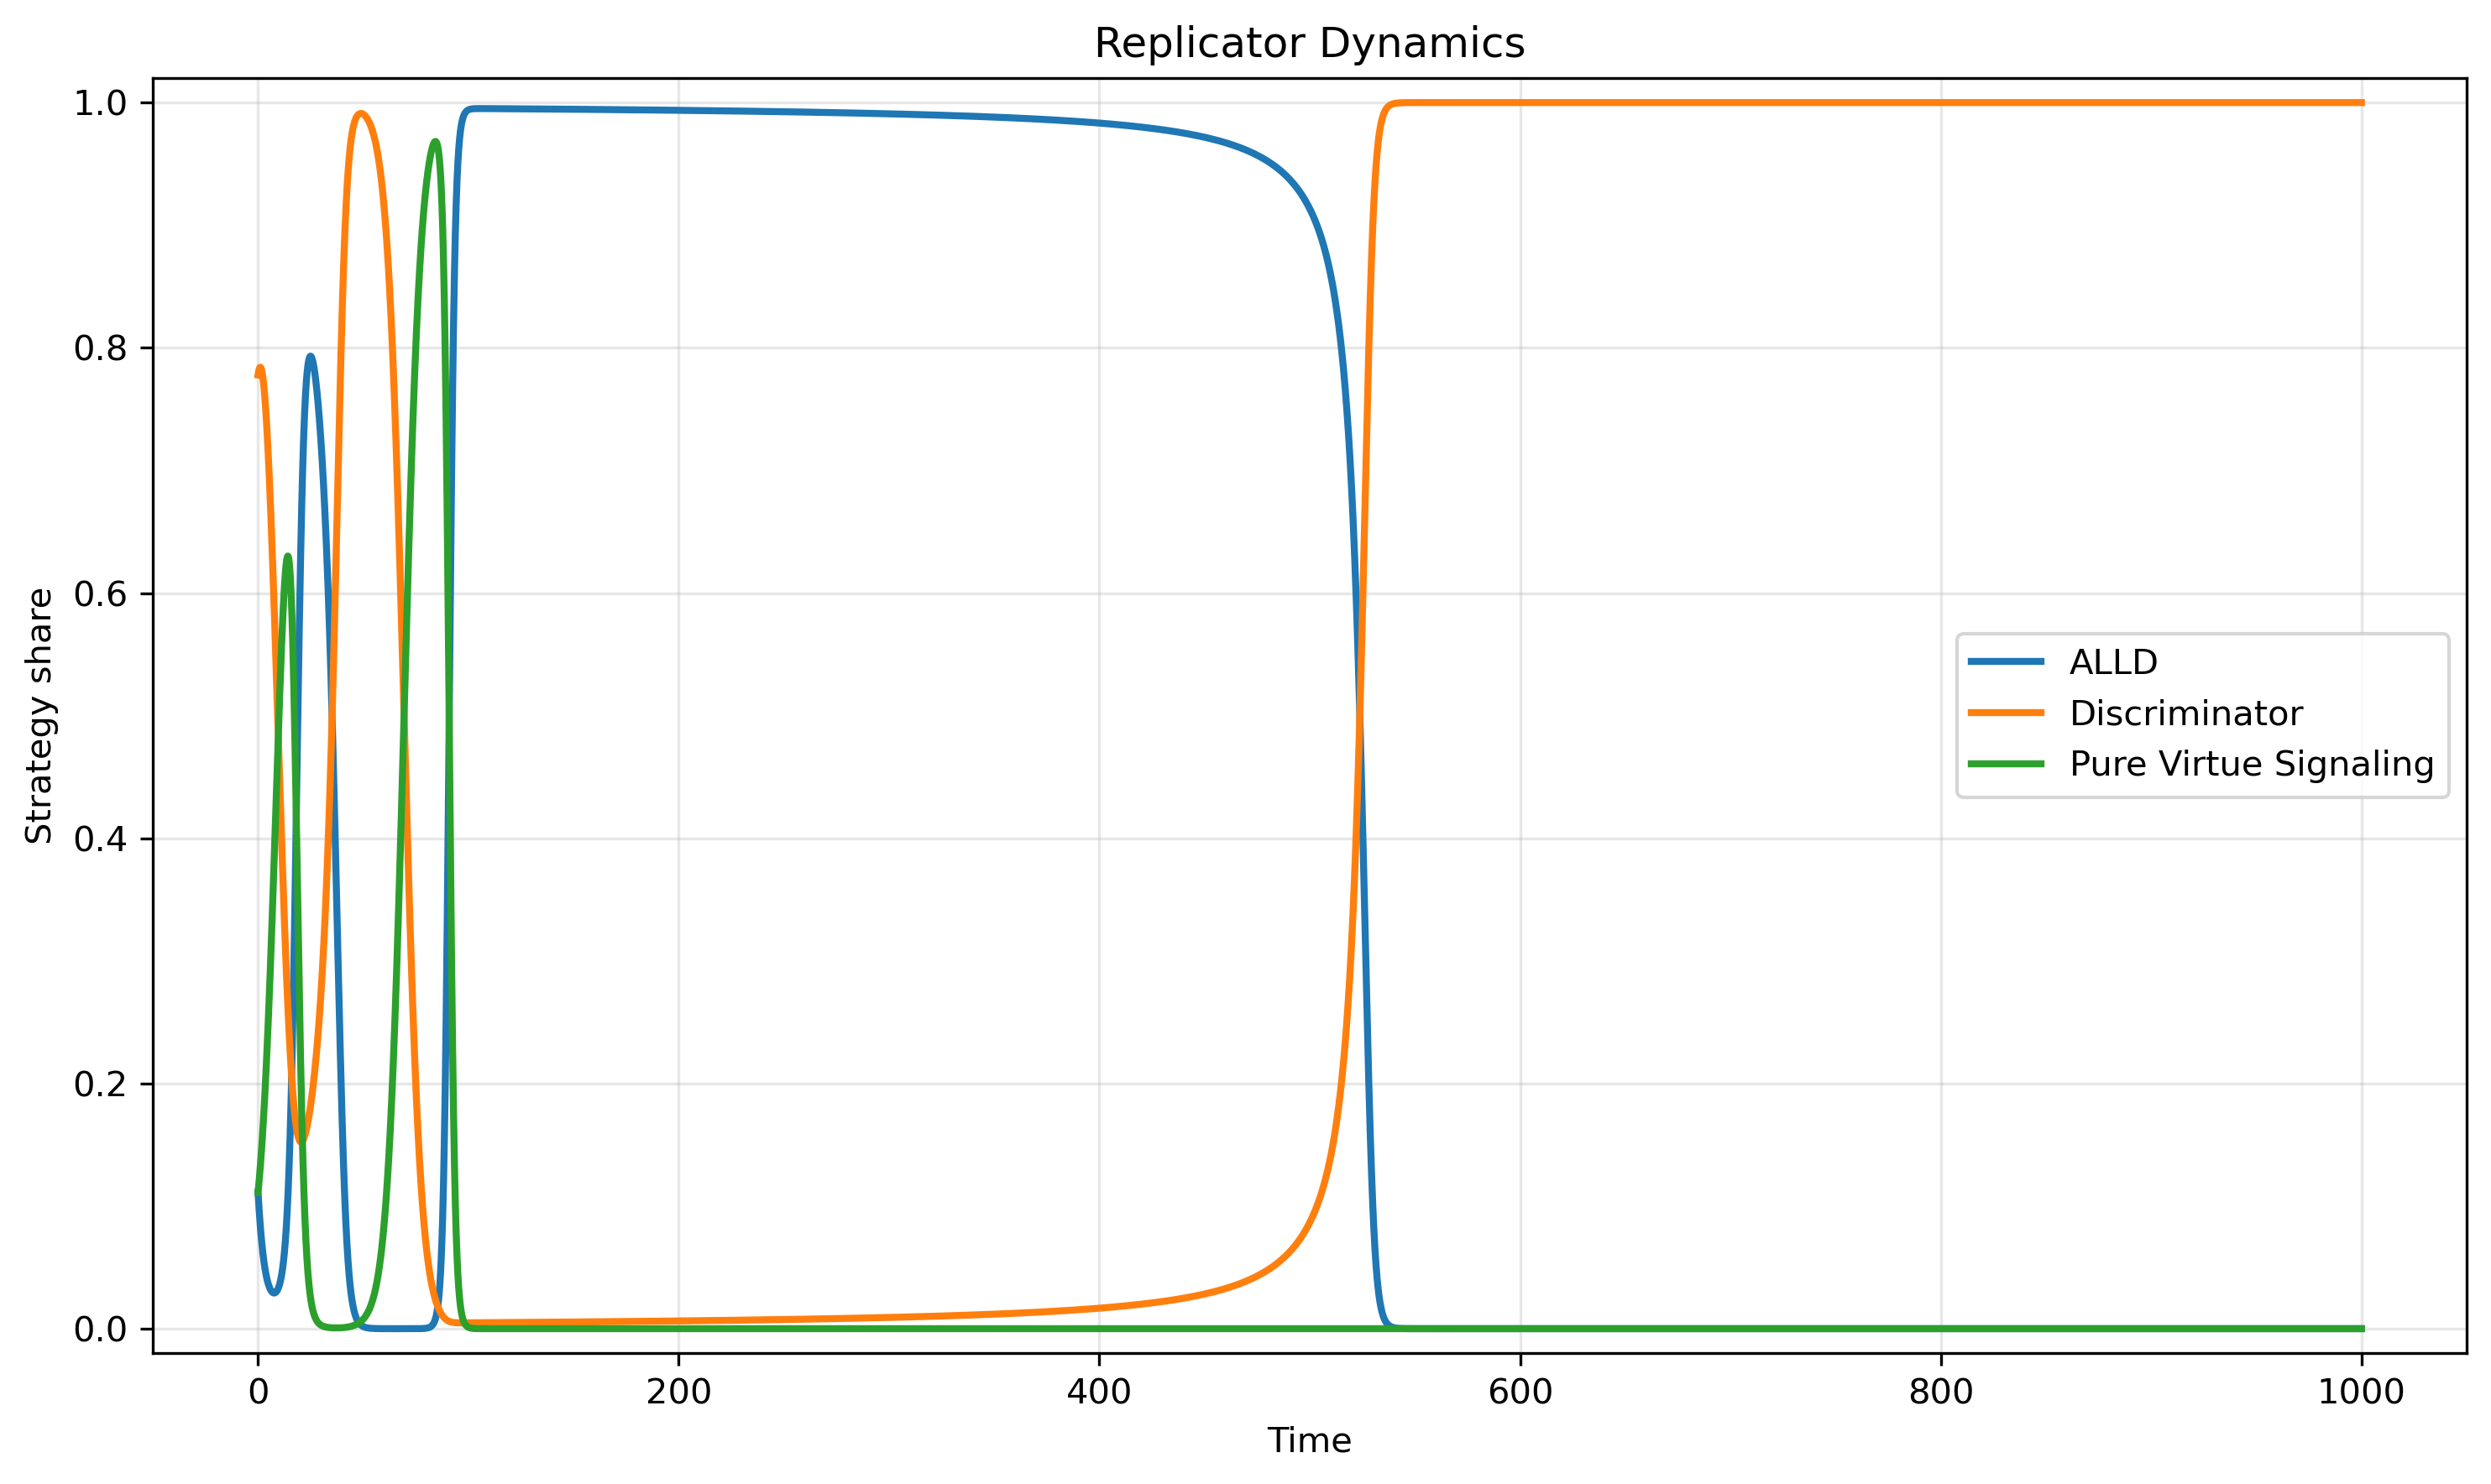 Replicator Dynamics
Strategy share
1.0
0.8
0.6
0.4
0.2
0.0
ALLD
Discriminator
Pure Virtue Signaling
0 200 400 600 800 1000
Time